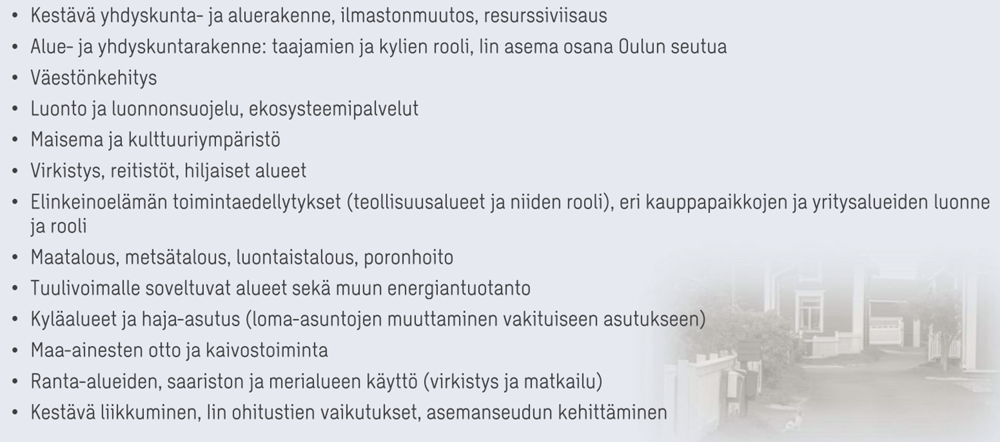 • Kestävä yhdyskunta- ja aluerakenne, ilmastonmuutos, resurssiviisaus
• Alue- ja yhdyskuntarakenne: taajamien ja kylien rooli, Iin asema osana Oulun seutua
• Väestönkehitys
• Luonto ja luonnonsuojelu, ekosysteemipalvelut
• Maisema ja kulttuuriympäristö
• Virkistys, reitistöt, hiljaiset alueet
• Elinkeinoelämän toimintaedellytykset (teollisuusalueet ja niiden rooli), eri kauppapaikkojen ja yritysalueiden luonne
ja rooli
• Maatalous, metsätalous, luontaistalous, poronhoito
• Tuulivoimalle soveltuvat alueet sekä muun energiantuotanto
• Kyläalueet ja haja-asutus (loma-asuntojen muuttaminen vakituiseen asutukseen)
• Maa-ainesten otto ja kaivostoiminta
• Ranta-alueiden, saariston ja merialueen käyttö (virkistys ja matkailu)
• Kestävä liikkuminen, Iin ohitustien vaikutukset, asemanseudun kehittäminen